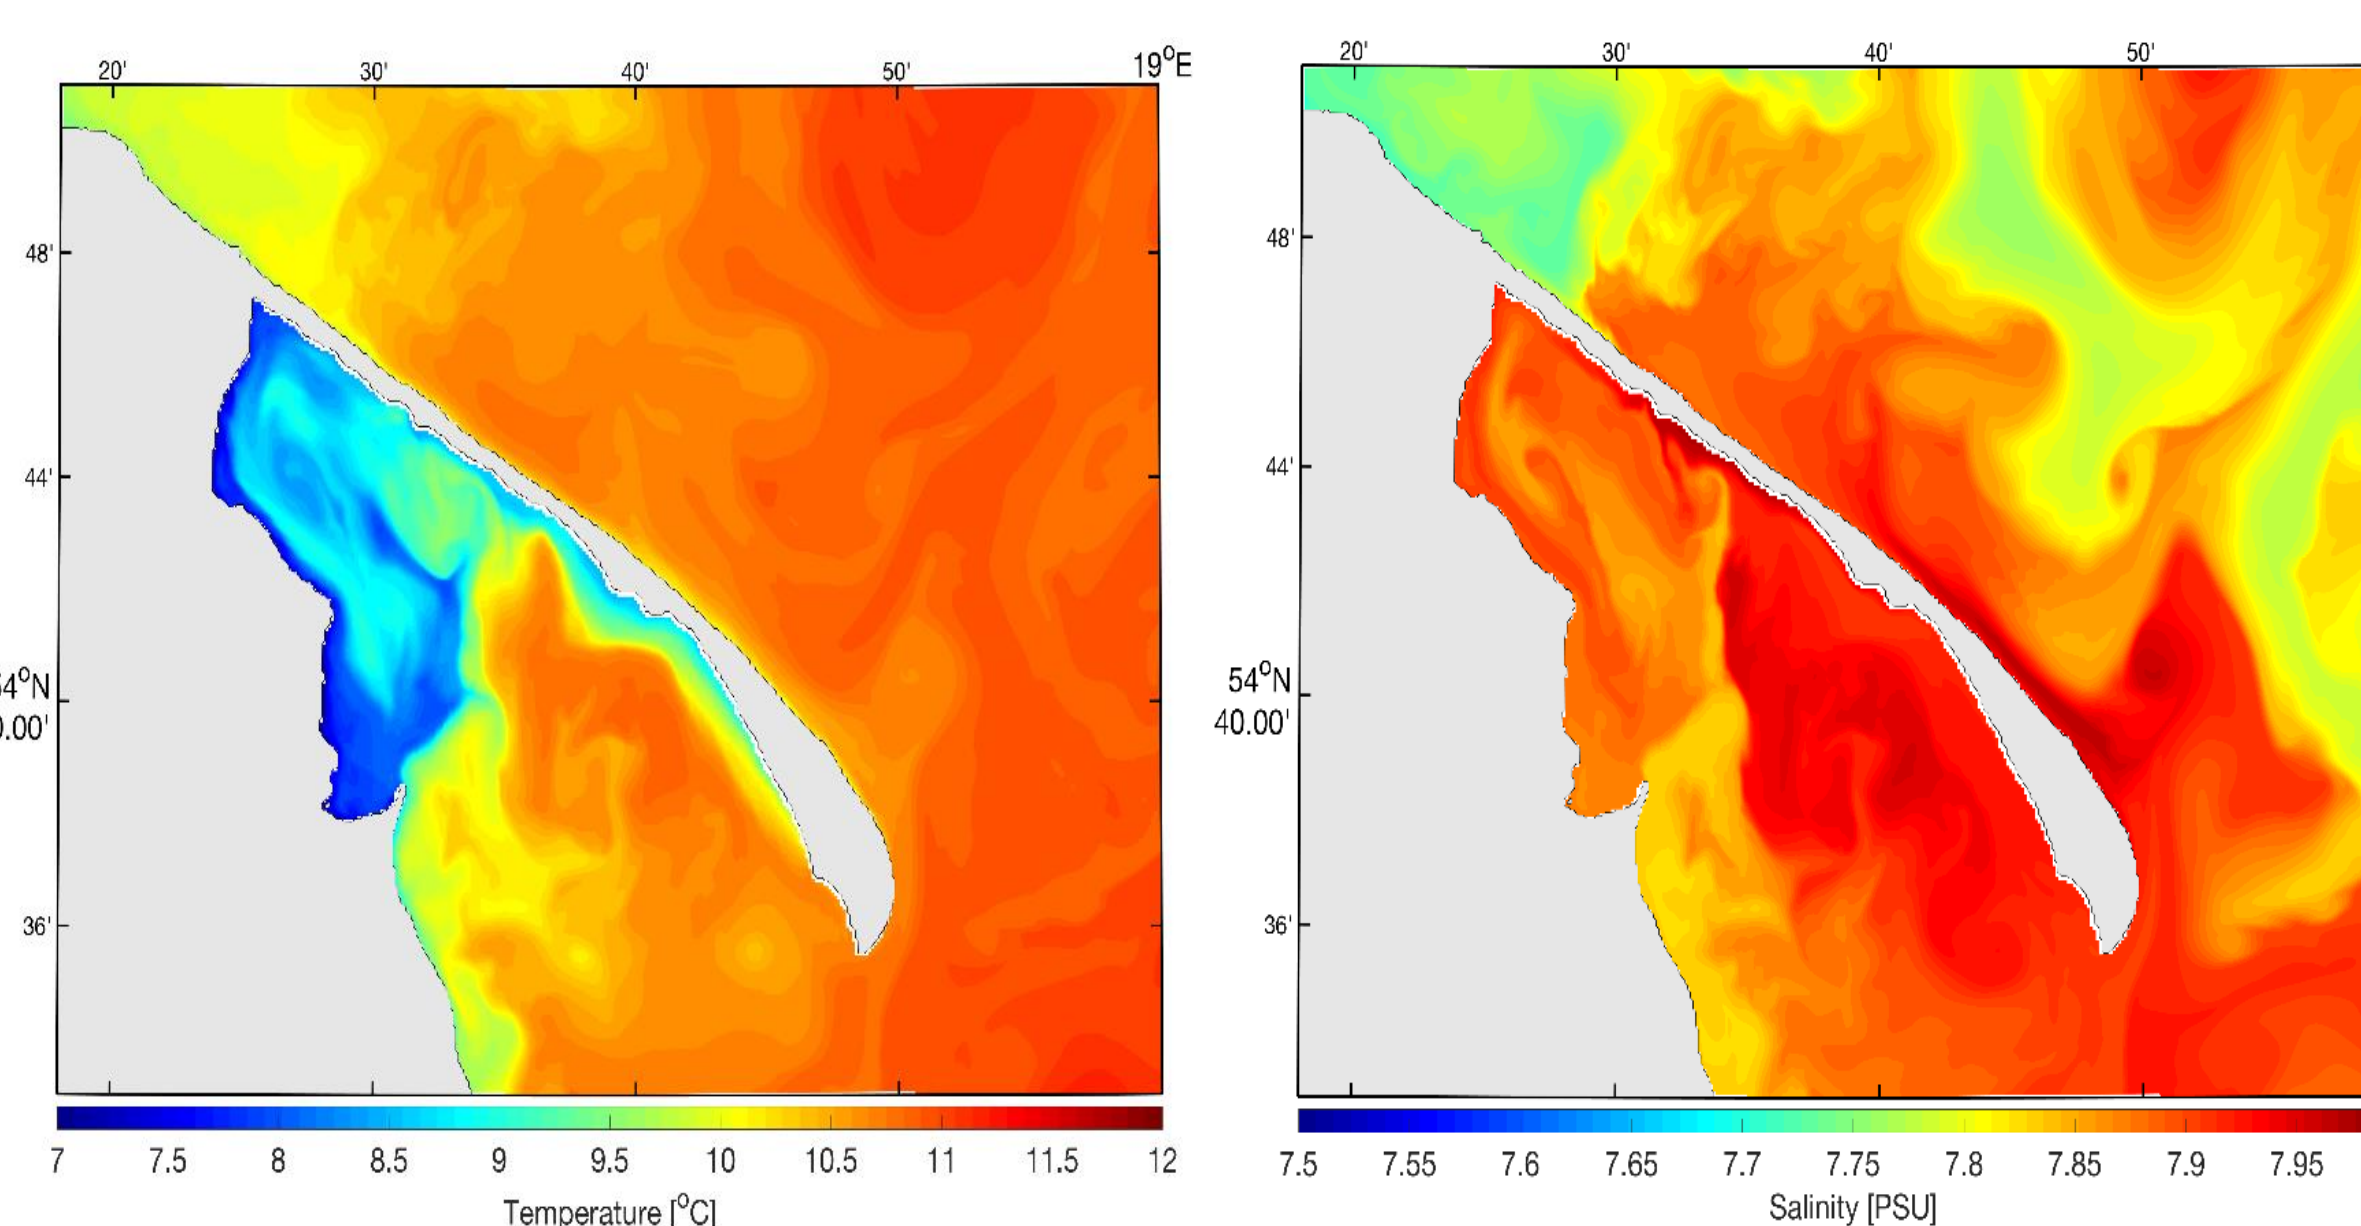 20' 30' 40' 50' 19°E
48'
44'
54°N
0.00'
36'
7 7.5 8 8.5 9 9.5 10 10.5 11 11.5 12
Temperature [°C]
20' 30' 40' 50'
48'
44'
54°N
40.00'
36'
7.5 7.55 7.6 7.65 7.7 7.75 7.8 7.85 7.9 7.95
Salinity [PSU]